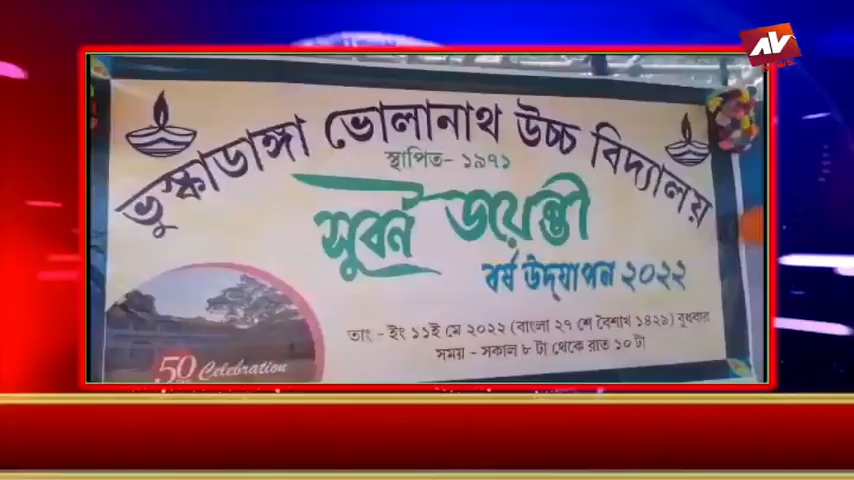 AV
ভুস্কাডাঙ্গা ভোলানাথ উচ্চ বিদ্যালয়
স্থাপিত- ১৯৭১
সুবর্ন জয়ন্তী
বর্ষ উদ্‌যাপন ২০২২
তাং - ইং ১১ই মে ২০২২ (বাংলা ২৭ শে বৈশাখ ১৪২৯) বুধবার
সময় - সকাল ৮ টা থেকে রাত ১০ টা
50 Celebration